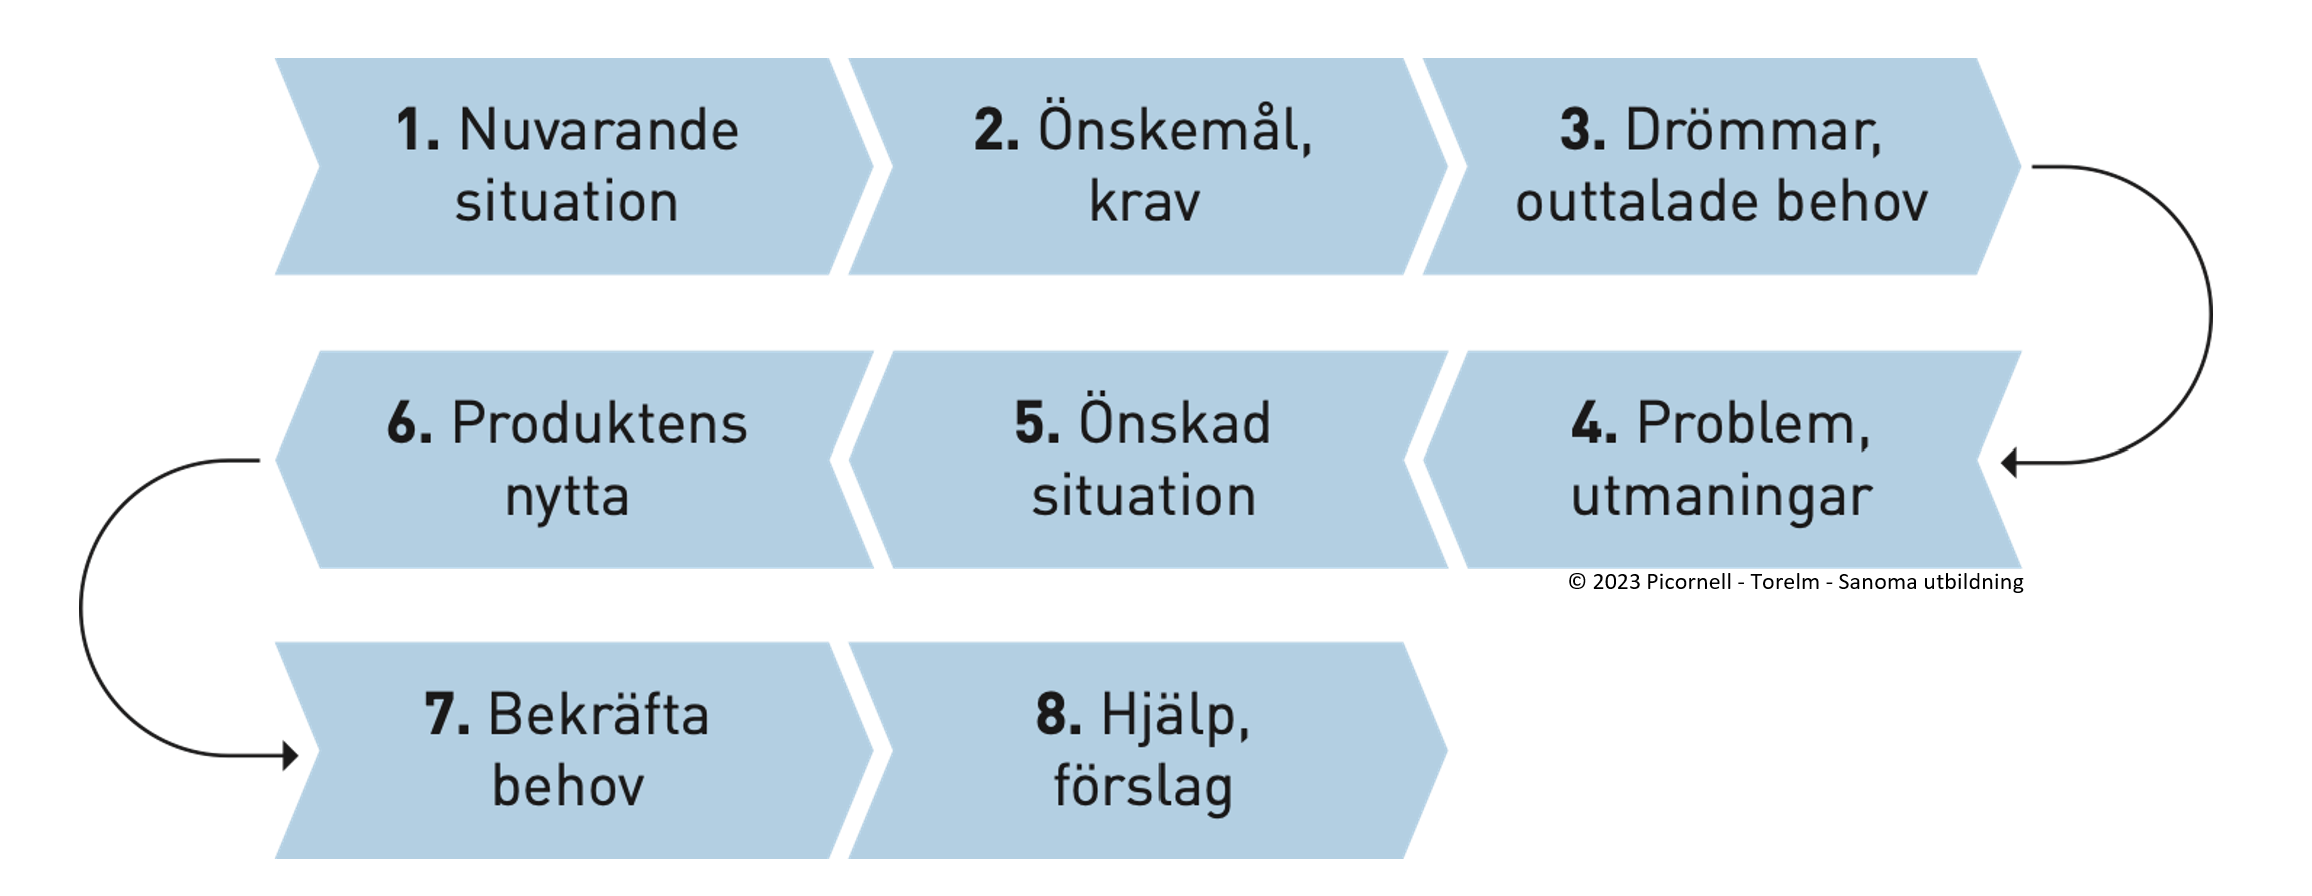 1. Nuvarande
situation
2. Önskemål,
krav
3. Drömmar,
outtalade behov
4. Problem,
utmaningar
5. Önskad
situation
6. Produktens
nytta
© 2023 Picornell - Torelm - Sanoma utbildning
7. Bekräfta
behov
8. Hjälp,
förslag